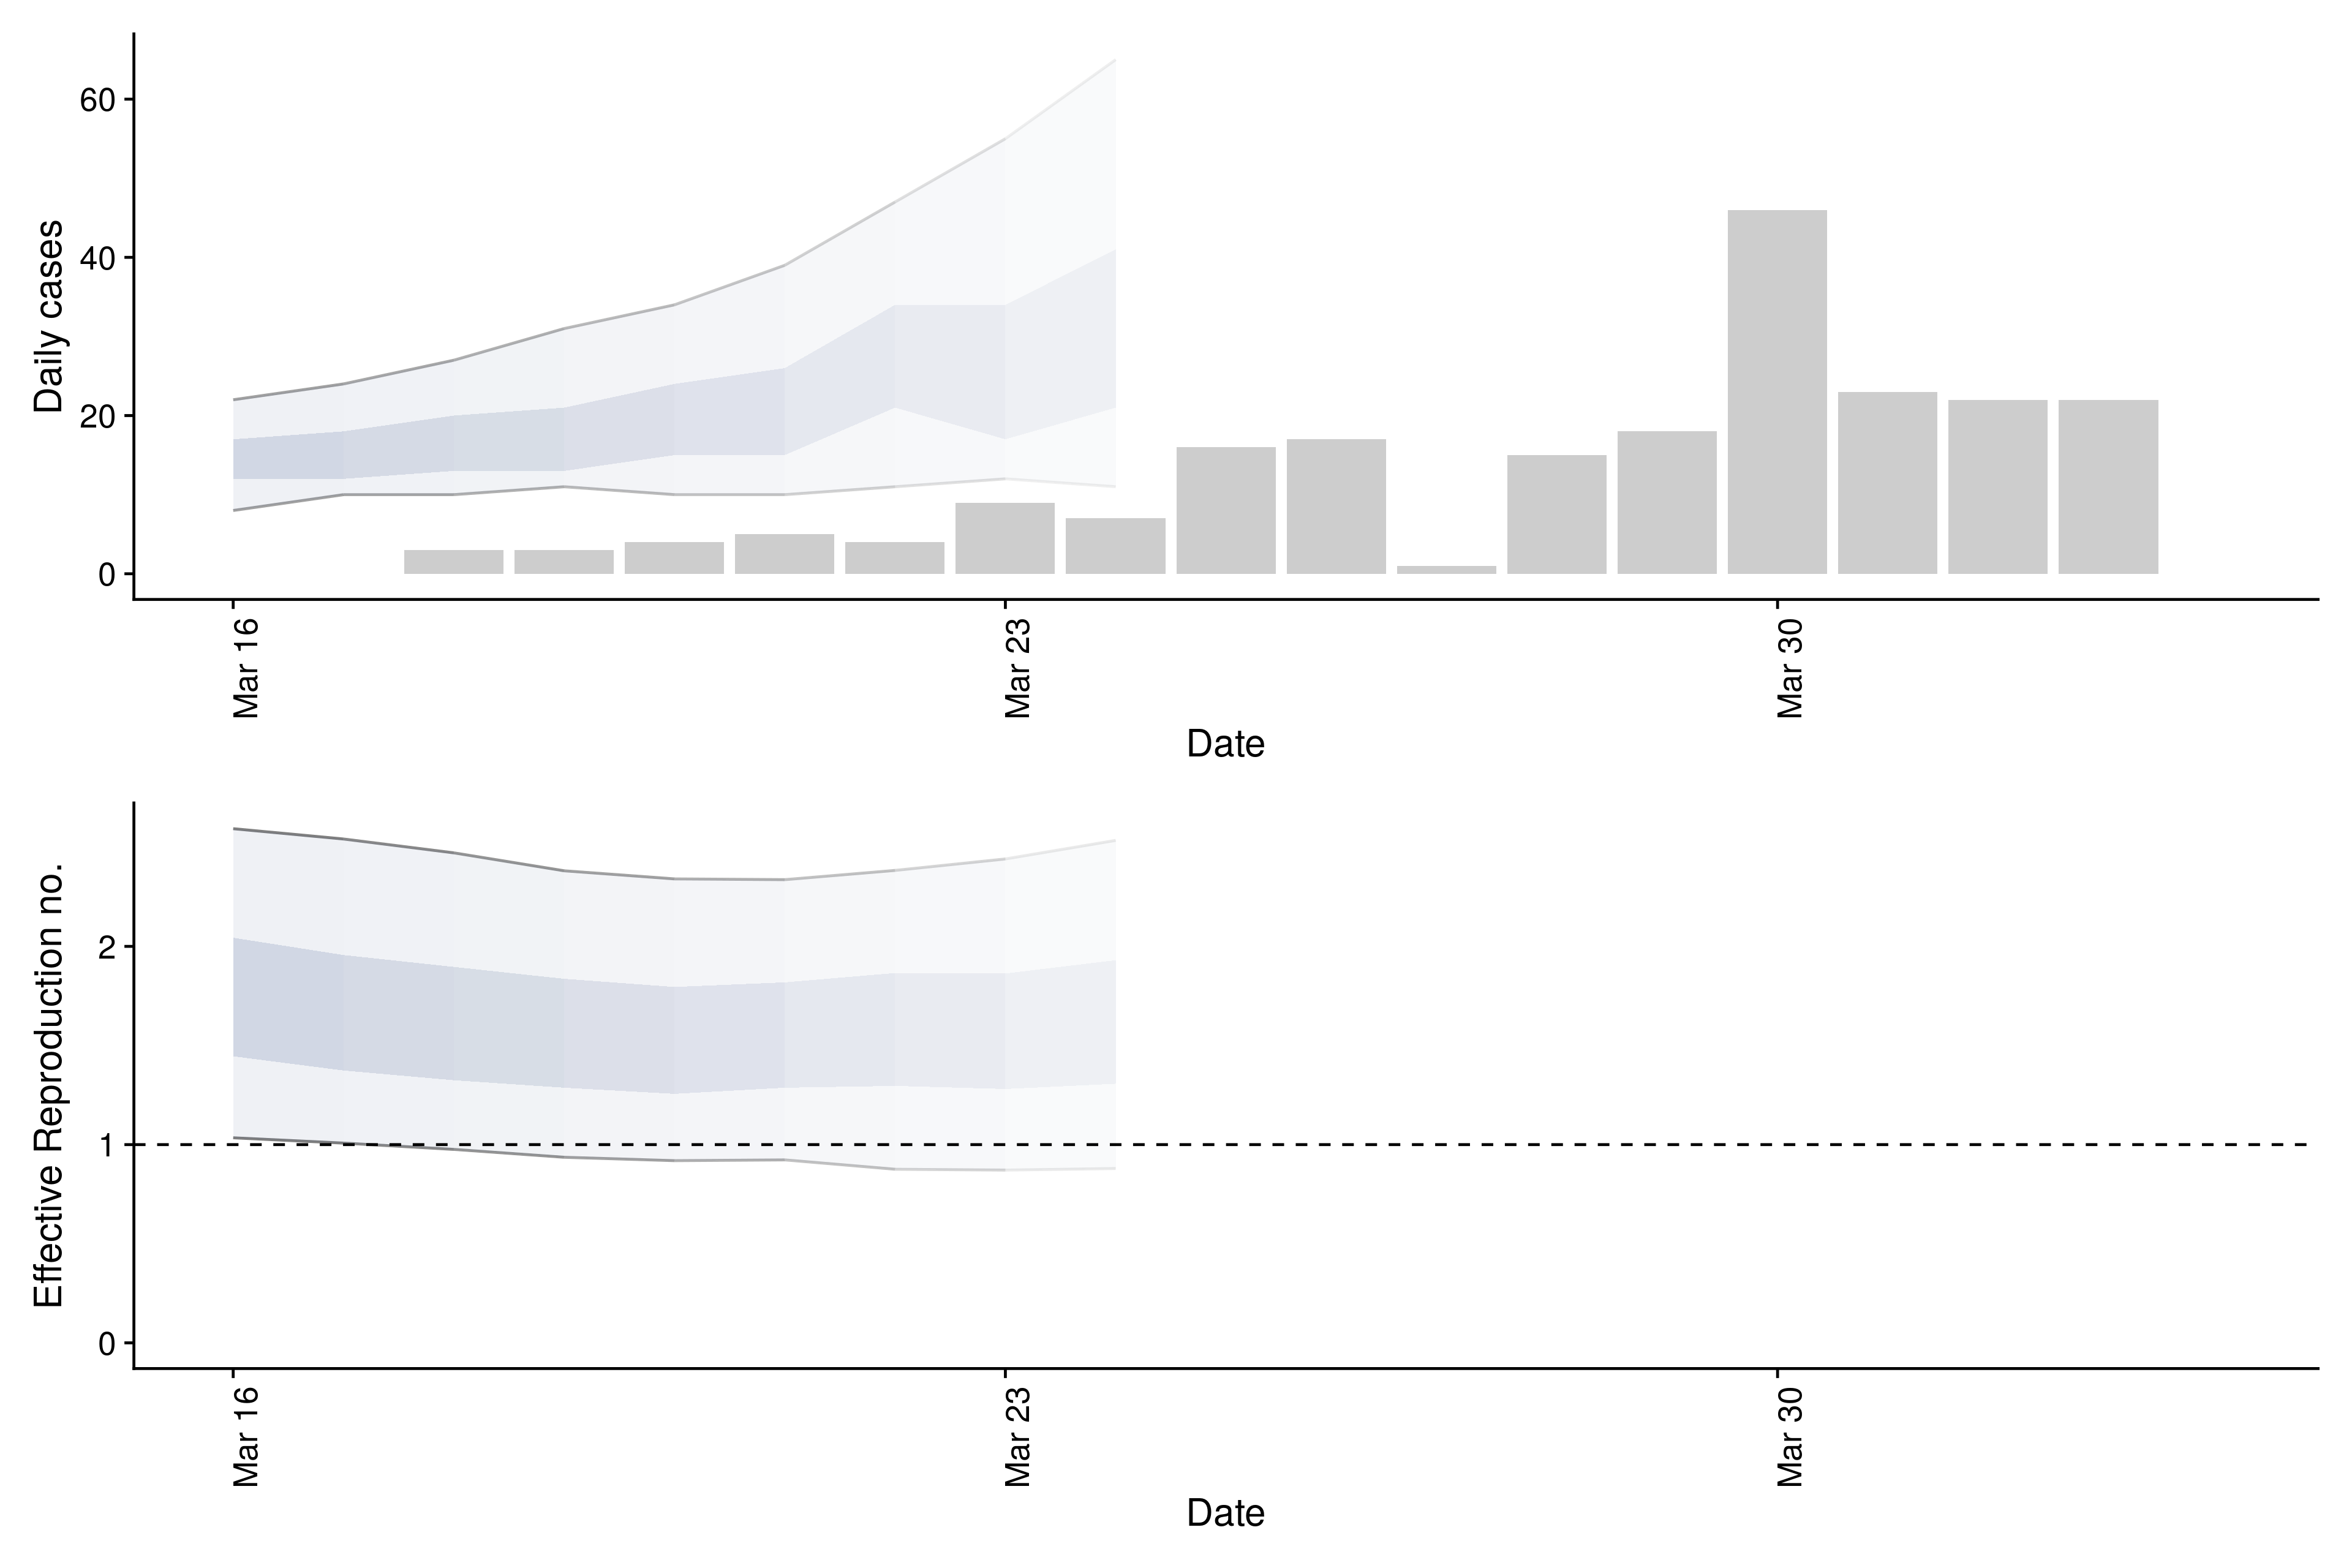 Daily cases
60
40
20
0
Mar 16
Mar 23
Mar 30
Date
Effective Reproduction no.
2
1
0
Mar 16
Mar 23
Mar 30
Date